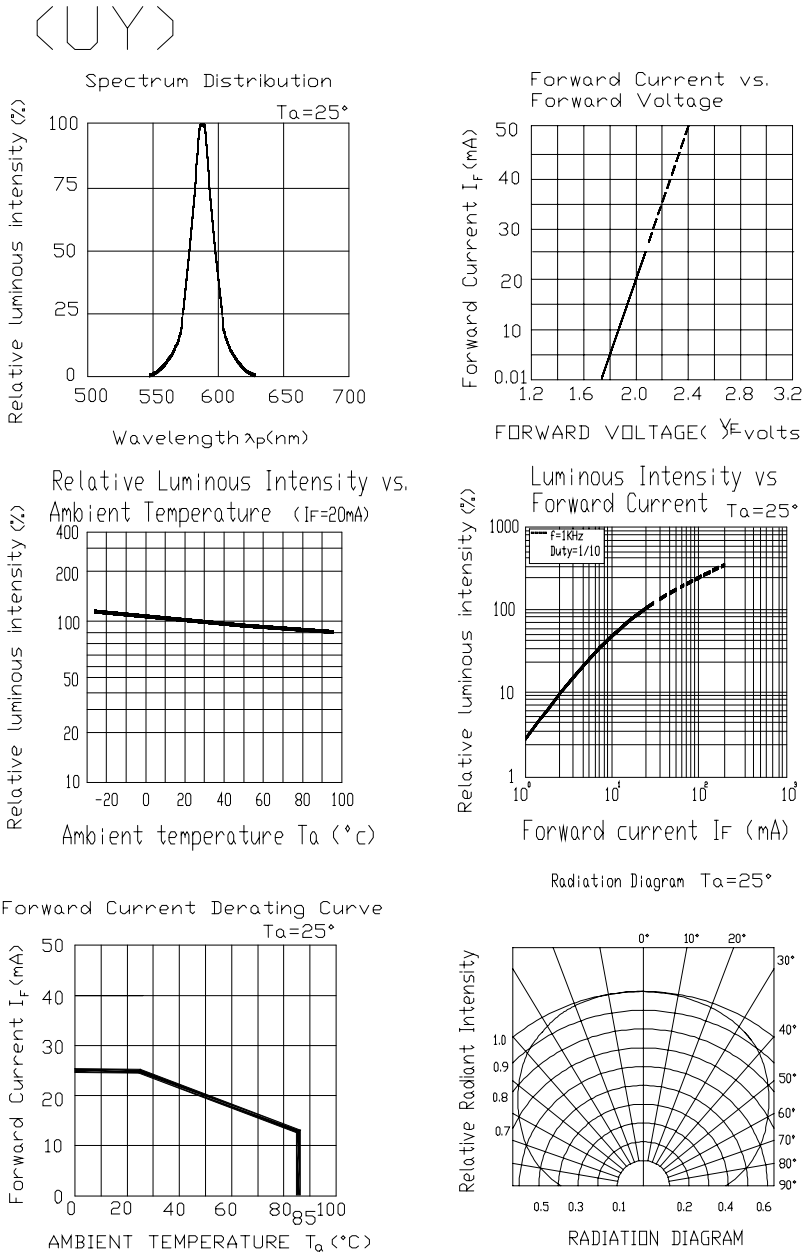 (UY)
Spectrum Distribution
Ta=25°
Relative luminous intensity (%)
100
75
50
25
0
500 550 600 650 700
Wavelength λp(nm)
Forward Current vs.
Forward Voltage
Forward Current IF (mA)
50
40
30
20
10
0.01
1.2 1.6 2.0 2.4 2.8 3.2
FORWARD VOLTAGE( VF )volts
Relative Luminous Intensity vs.
Ambient Temperature (IF=20mA)
Relative luminous intensity (%)
400
200
100
50
20
10
-20 0 20 40 60 80 100
Ambient temperature Ta (°c)
Luminous Intensity vs
Forward Current Ta=25°
Relative luminous intensity (%)
f=1KHz
Duty=1/10
1000
100
10
1
10⁰ 10¹ 10² 10³
Forward current IF (mA)
Forward Current Derating Curve
Ta=25°
Forward Current IF (mA)
50
40
30
20
10
0
0 20 40 60 80 85 100
AMBIENT TEMPERATURE Ta (°C)
Radiation Diagram Ta=25°
Relative Radiant Intensity
0° 10° 20°
30°
40°
50°
60°
70°
80°
90°
1.0
0.9
0.8
0.7
0.5 0.3 0.1 0.2 0.4 0.6
RADIATION DIAGRAM